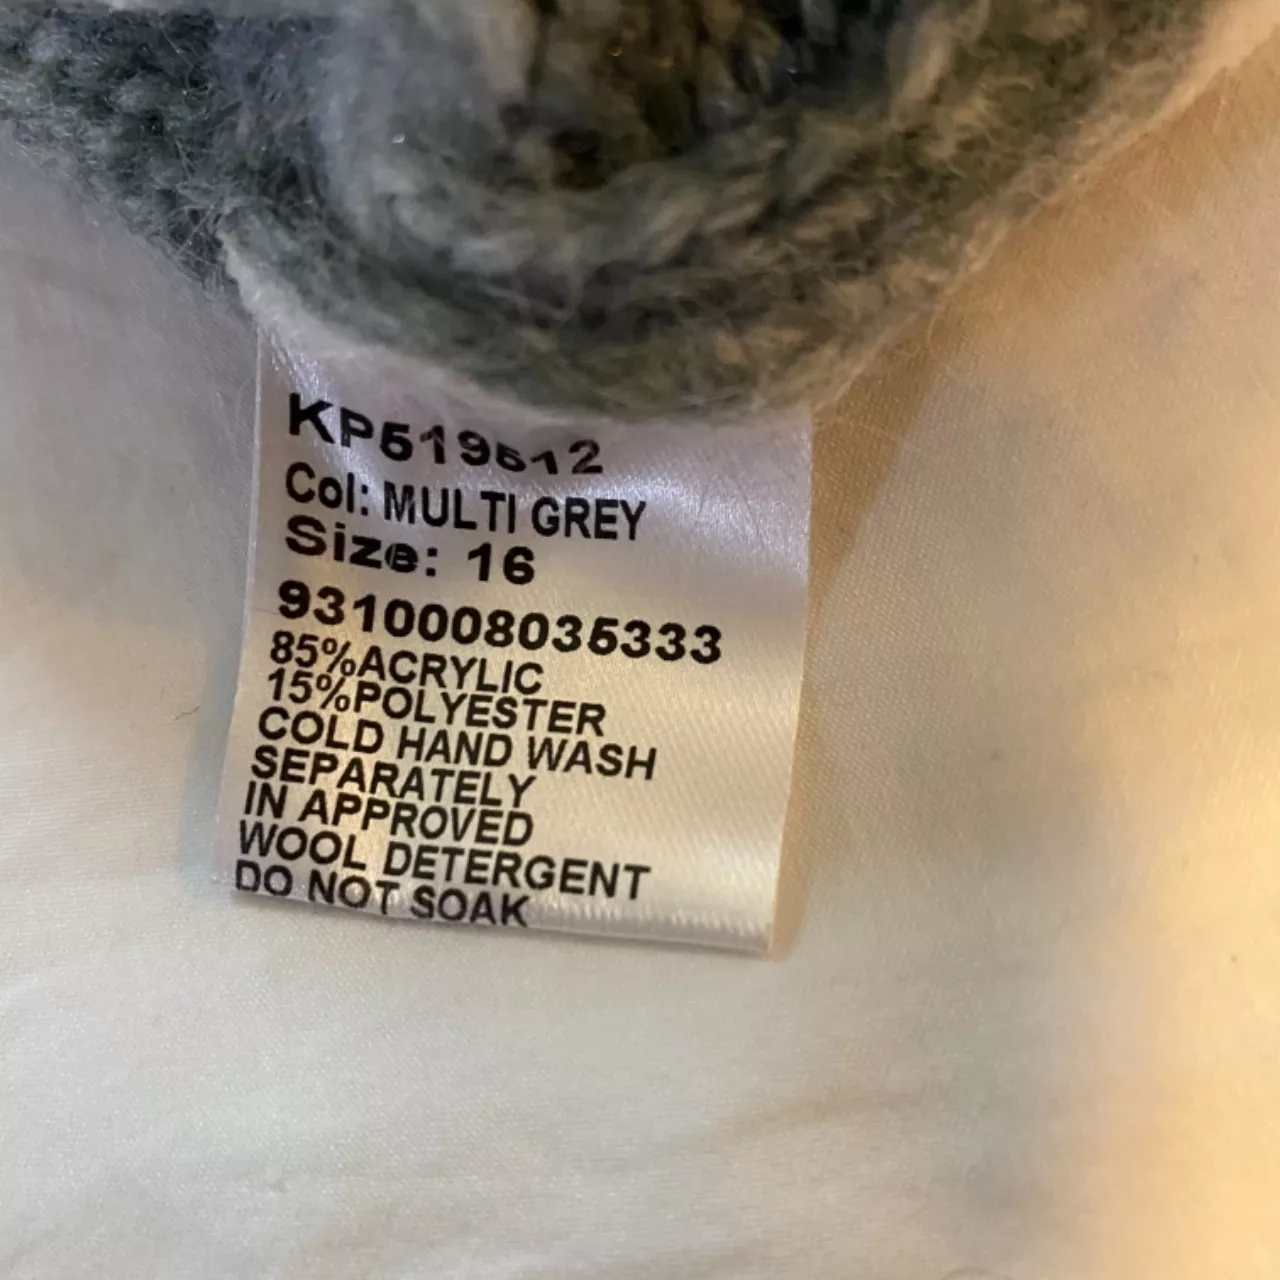 KP519512
Col: MULTI GREY
Size: 16
9310008035333
85%ACRYLIC
15%POLYESTER
COLD HAND WASH
SEPARATELY
IN APPROVED
WOOL DETERGENT
DO NOT SOAK